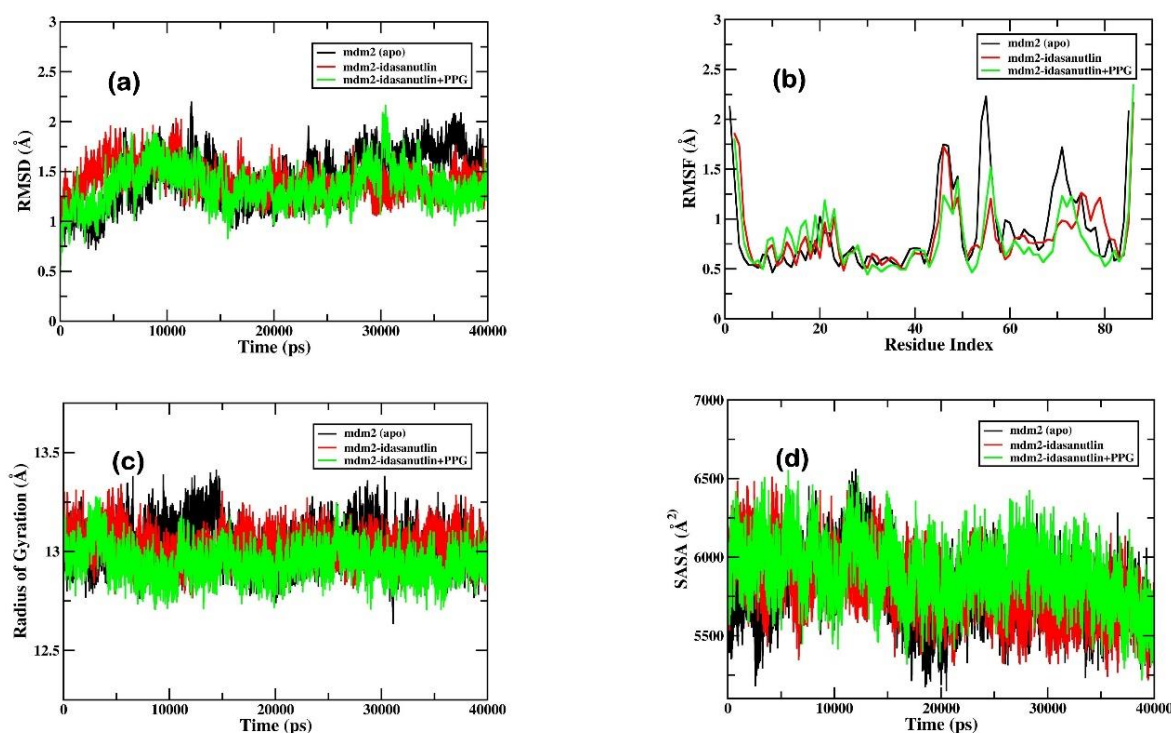 (a)
mdm2 (apo)
mdm2-idasanutlin
mdm2-idasanutlin+PPG
RMSD (Å)
3
2.5
2
1.5
1
0.5
0
0 10000 20000 30000 40000
Time (ps)
(b)
mdm2 (apo)
mdm2-idasanutlin
mdm2-idasanutlin+PPG
RMSF (Å)
3
2.5
2
1.5
1
0.5
0
0 20 40 60 80
Residue Index
(c)
mdm2 (apo)
mdm2-idasanutlin
mdm2-idasanutlin+PPG
Radius of Gyration (Å)
13.5
13
12.5
0 10000 20000 30000 40000
Time (ps)
(d)
mdm2 (apo)
mdm2-idasanutlin
mdm2-idasanutlin+PPG
SASA (Å²)
7000
6500
6000
5500
0 10000 20000 30000 40000
Time (ps)